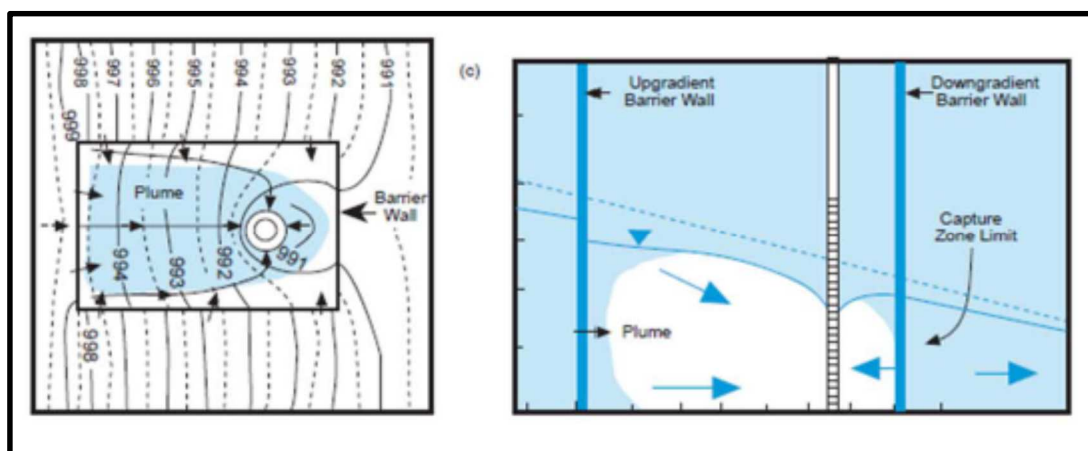 999
998
997
996
995
994
993
992
991
Plume
Barrier
Wall
994
993
992
991
998
(c)
Upgradient
Barrier Wall
Downgradient
Barrier Wall
Capture
Zone Limit
Plume